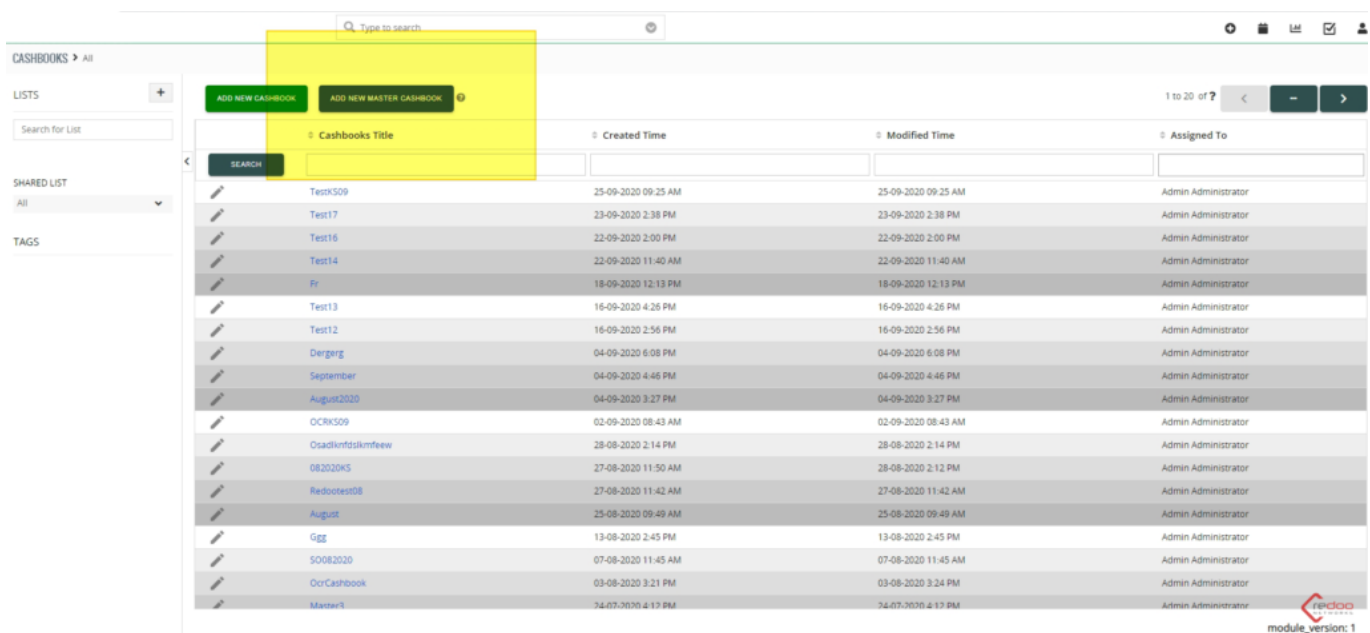 Type to search
CASHBOOKS > All
LISTS +
Search for List
SHARED LIST
All
TAGS
ADD NEW CASHBOOK ADD NEW MASTER CASHBOOK ? 1 to 20 of ? < - >
Cashbooks Title Created Time Modified Time Assigned To
SEARCH
TestKS09 25-09-2020 09:25 AM 25-09-2020 09:25 AM Admin Administrator
Test17 23-09-2020 2:38 PM 23-09-2020 2:38 PM Admin Administrator
Test16 22-09-2020 2:00 PM 22-09-2020 2:00 PM Admin Administrator
Test14 22-09-2020 11:40 AM 22-09-2020 11:40 AM Admin Administrator
Fr 18-09-2020 12:13 PM 18-09-2020 12:13 PM Admin Administrator
Test13 16-09-2020 4:26 PM 16-09-2020 4:26 PM Admin Administrator
Test12 16-09-2020 2:56 PM 16-09-2020 2:56 PM Admin Administrator
Dergerg 04-09-2020 6:08 PM 04-09-2020 6:08 PM Admin Administrator
September 04-09-2020 4:46 PM 04-09-2020 4:46 PM Admin Administrator
August2020 04-09-2020 3:27 PM 04-09-2020 3:27 PM Admin Administrator
OCRKS09 02-09-2020 08:43 AM 02-09-2020 08:43 AM Admin Administrator
Osadlknfdslkmfeew 28-08-2020 2:14 PM 28-08-2020 2:14 PM Admin Administrator
082020KS 27-08-2020 11:50 AM 28-08-2020 2:12 PM Admin Administrator
Redootest08 27-08-2020 11:42 AM 27-08-2020 11:42 AM Admin Administrator
August 25-08-2020 09:49 AM 25-08-2020 09:49 AM Admin Administrator
Ggg 13-08-2020 2:45 PM 13-08-2020 2:45 PM Admin Administrator
SO082020 07-08-2020 11:45 AM 07-08-2020 11:45 AM Admin Administrator
OcrCashbook 03-08-2020 3:21 PM 03-08-2020 3:24 PM Admin Administrator
Master3 24-07-2020 4:12 PM 24-07-2020 4:12 PM Admin Administrator
redoo
NETWORKS
module_version: 1